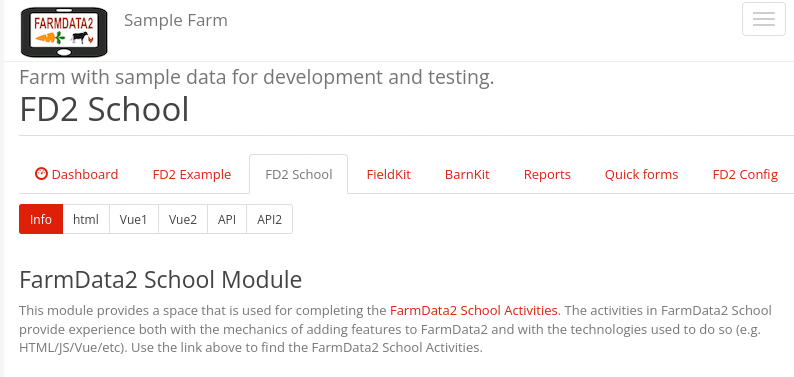 FARMDATA2
Sample Farm
Farm with sample data for development and testing.
FD2 School
Dashboard FD2 Example FD2 School FieldKit BarnKit Reports Quick forms FD2 Config
Info html Vue1 Vue2 API API2
FarmData2 School Module
This module provides a space that is used for completing the FarmData2 School Activities. The activities in FarmData2 School
provide experience both with the mechanics of adding features to FarmData2 and with the technologies used to do so (e.g.
HTML/JS/Vue/etc). Use the link above to find the FarmData2 School Activities.